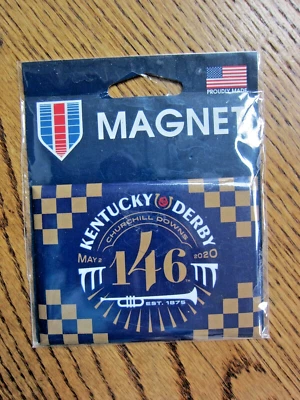 PROUDLY MADE
MAGNET
KENTUCKY DERBY
CHURCHILL DOWNS
MAY 2 146 2020
EST. 1875